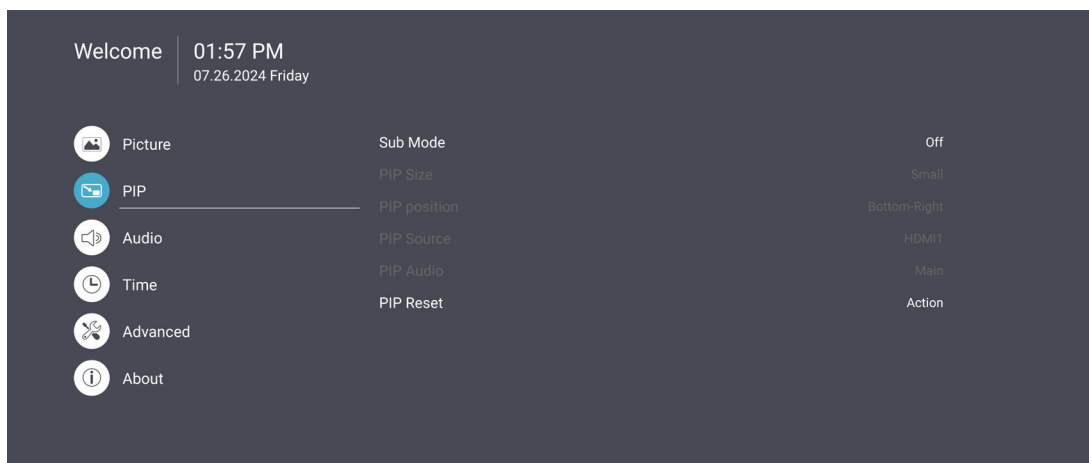 Welcome
01:57 PM
07.26.2024 Friday
Picture
PIP
Audio
Time
Advanced
About
Sub Mode Off
PIP Size Small
PIP position Bottom-Right
PIP Source HDMI1
PIP Audio Main
PIP Reset Action